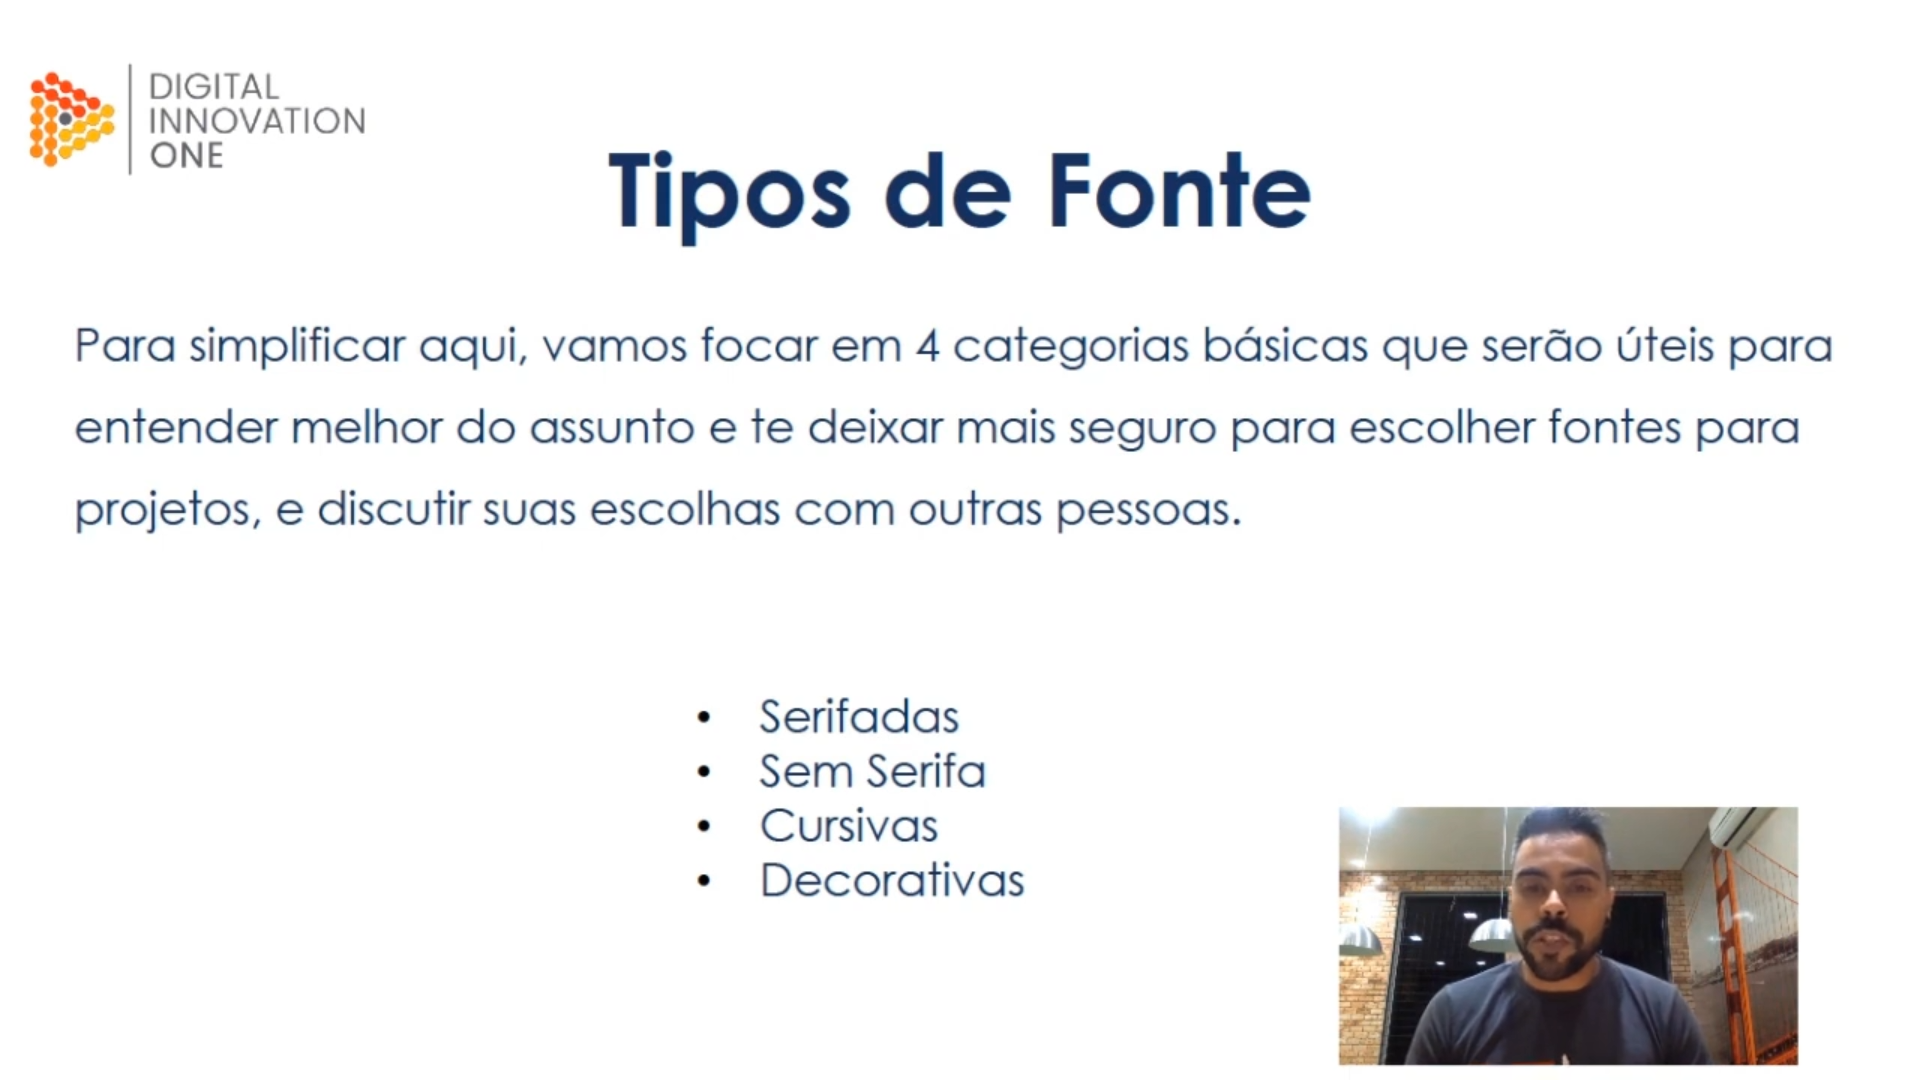 DIGITAL
INNOVATION
ONE
Tipos de Fonte
Para simplificar aqui, vamos focar em 4 categorias básicas que serão úteis para
entender melhor do assunto e te deixar mais seguro para escolher fontes para
projetos, e discutir suas escolhas com outras pessoas.
• Serifadas
• Sem Serifa
• Cursivas
• Decorativas